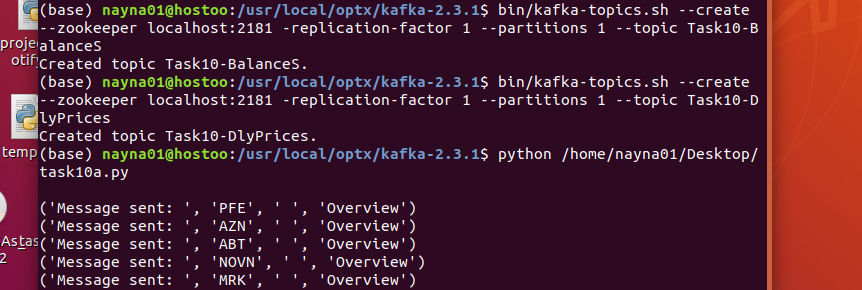 (base) nayna01@hostoo:/usr/local/optx/kafka-2.3.1$ bin/kafka-topics.sh --create
--zookeeper localhost:2181 -replication-factor 1 --partitions 1 --topic Task10-B
alanceS
Created topic Task10-BalanceS.
(base) nayna01@hostoo:/usr/local/optx/kafka-2.3.1$ bin/kafka-topics.sh --create
--zookeeper localhost:2181 -replication-factor 1 --partitions 1 --topic Task10-D
lyPrices
Created topic Task10-DlyPrices.
(base) nayna01@hostoo:/usr/local/optx/kafka-2.3.1$ python /home/nayna01/Desktop/
task10a.py
('Message sent: ', 'PFE', ' ', 'Overview')
('Message sent: ', 'AZN', ' ', 'Overview')
('Message sent: ', 'ABT', ' ', 'Overview')
('Message sent: ', 'NOVN', ' ', 'Overview')
('Message sent: ', 'MRK', ' ', 'Overview')
proje
otify
temp
Astas
2